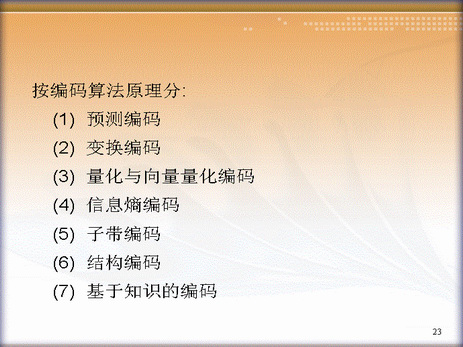 按编码算法原理分:
(1) 预测编码
(2) 变换编码
(3) 量化与向量量化编码
(4) 信息熵编码
(5) 子带编码
(6) 结构编码
(7) 基于知识的编码
23